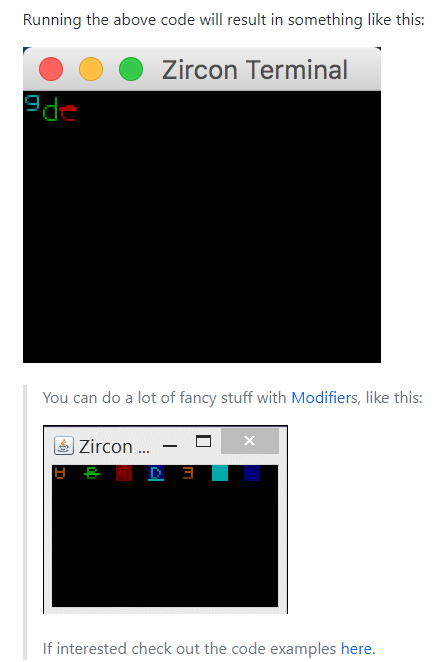 Running the above code will result in something like this:
Zircon Terminal
You can do a lot of fancy stuff with Modifiers, like this:
Zircon ...
If interested check out the code examples here.